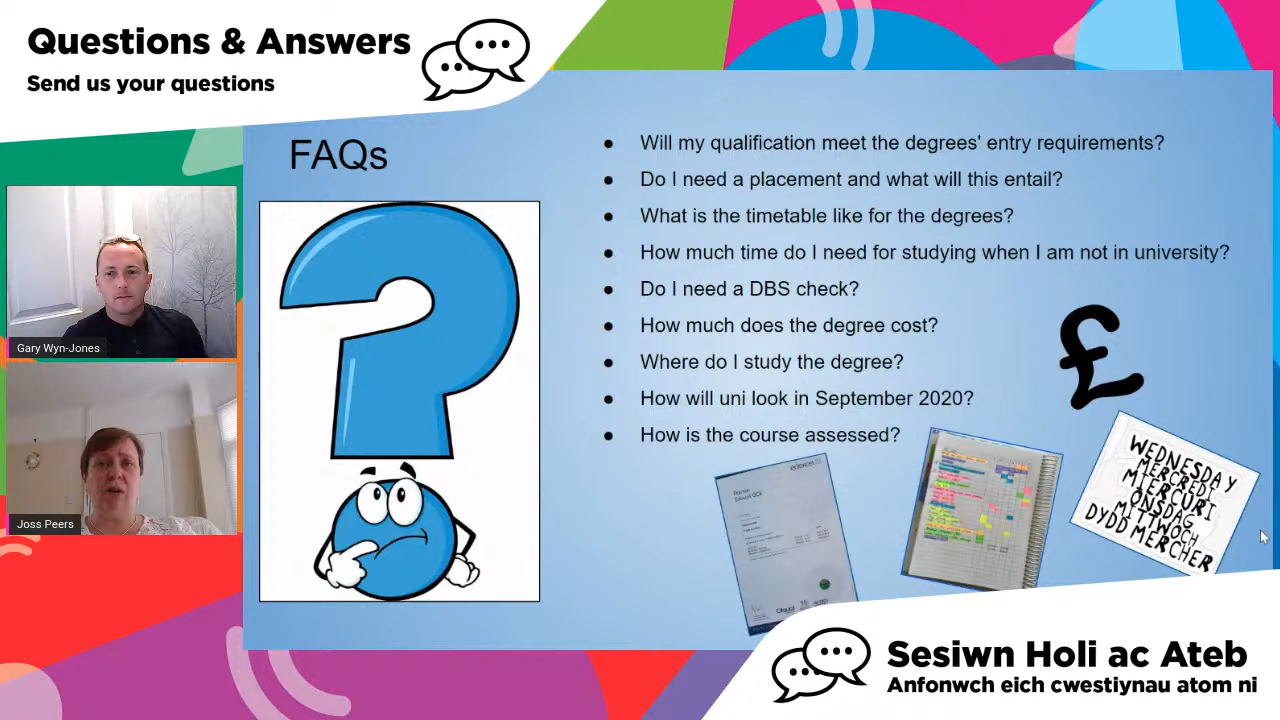 Questions & Answers
Send us your questions
FAQs
Will my qualification meet the degrees' entry requirements?
Do I need a placement and what will this entail?
What is the timetable like for the degrees?
How much time do I need for studying when I am not in university?
Do I need a DBS check?
How much does the degree cost?
Where do I study the degree?
How will uni look in September 2020?
How is the course assessed?
£
Gary Wyn-Jones
Joss Peers
WEDNESDAY
MERCREDI
MIERCURI
ONSDAG
MITTWOCH
DYDD MERCHER
Sesiwn Holi ac Ateb
Anfonwch eich cwestiynau atom ni